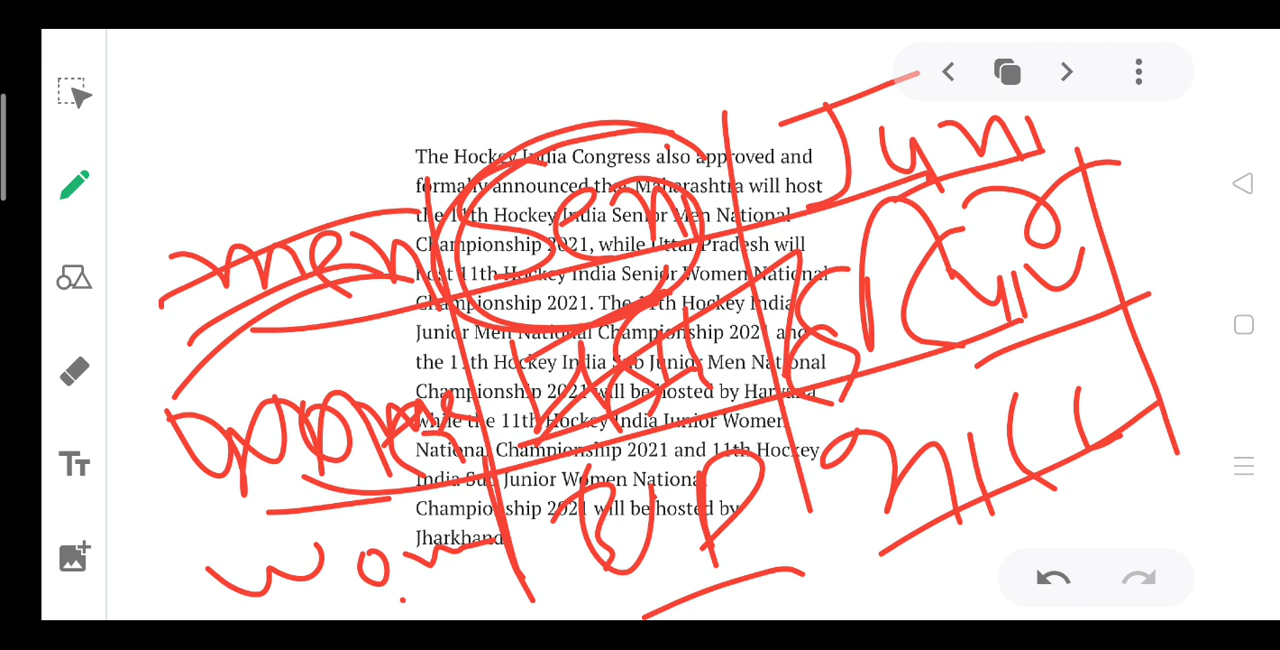 The Hockey India Congress also approved and
formally announced that Maharashtra will host
the 11th Hockey India Senior Men National
Championship 2021, while Uttar Pradesh will
host 11th Hockey India Senior Women National
Championship 2021. The 11th Hockey India
Junior Men National Championship 2021 and
the 11th Hockey India Sub Junior Men National
Championship 2021 will be hosted by Haryana
while the 11th Hockey India Junior Women
National Championship 2021 and 11th Hockey
India Sub Junior Women National
Championship 2021 will be hosted by
Jharkhand.
Juni
Sen
men
UP
wom
Tt